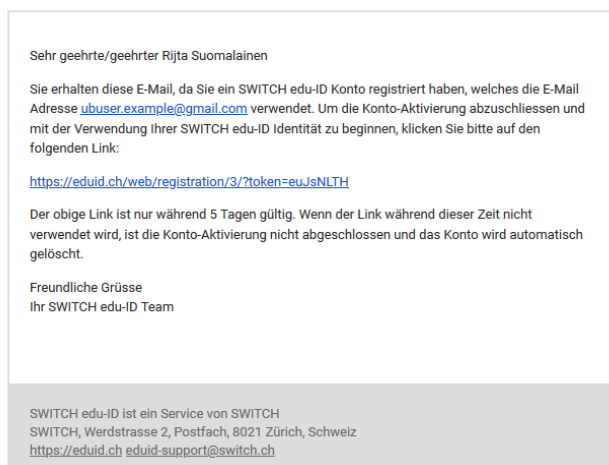 Sehr geehrte/geehrter Rijta Suomalainen
Sie erhalten diese E-Mail, da Sie ein SWITCH edu-ID Konto registriert haben, welches die E-Mail
Adresse ubuser.example@gmail.com verwendet. Um die Konto-Aktivierung abzuschliessen und
mit der Verwendung Ihrer SWITCH edu-ID Identität zu beginnen, klicken Sie bitte auf den
folgenden Link:
https://eduid.ch/web/registration/3/?token=euJsNLTH
Der obige Link ist nur während 5 Tagen gültig. Wenn der Link während dieser Zeit nicht
verwendet wird, ist die Konto-Aktivierung nicht abgeschlossen und das Konto wird automatisch
gelöscht.
Freundliche Grüsse
Ihr SWITCH edu-ID Team
SWITCH edu-ID ist ein Service von SWITCH
SWITCH, Werdstrasse 2, Postfach, 8021 Zürich, Schweiz
https://eduid.ch eduid-support@switch.ch